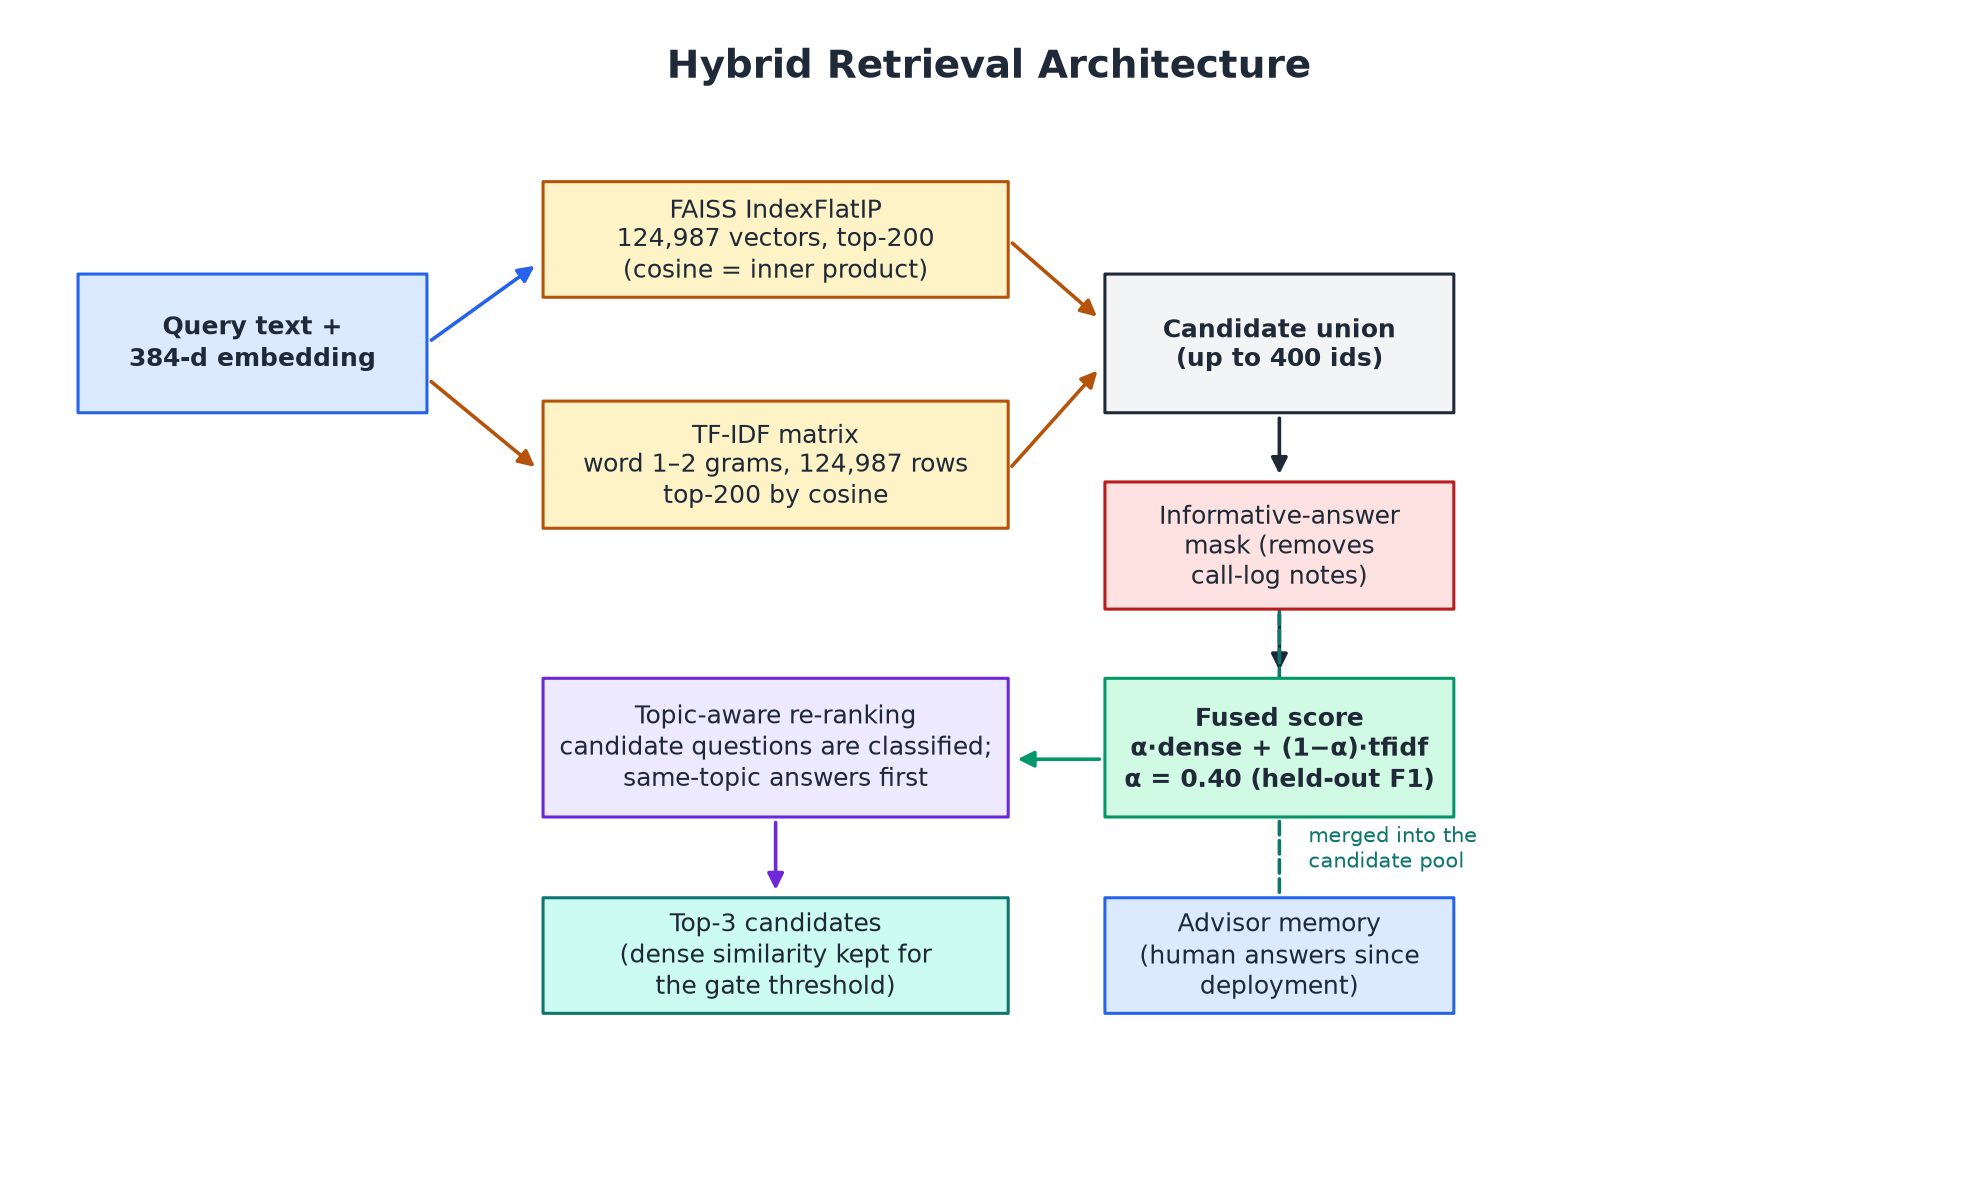 Hybrid Retrieval Architecture
FAISS IndexFlatIP
124,987 vectors, top-200
(cosine = inner product)
Query text +
384-d embedding
Candidate union
(up to 400 ids)
TF-IDF matrix
word 1–2 grams, 124,987 rows
top-200 by cosine
Informative-answer
mask (removes
call-log notes)
Topic-aware re-ranking
candidate questions are classified;
same-topic answers first
Fused score
α·dense + (1−α)·tfidf
α = 0.40 (held-out F1)
merged into the
candidate pool
Top-3 candidates
(dense similarity kept for
the gate threshold)
Advisor memory
(human answers since
deployment)